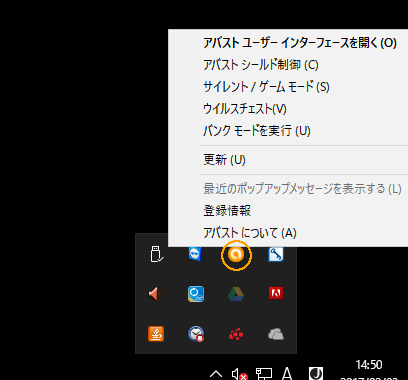 アバスト ユーザー インターフェースを開く(O)
アバスト シールド制御 (C)
サイレント / ゲーム モード (S)
ウイルスチェスト(V)
バンク モードを実行 (U)
更新 (U)
最近のポップアップメッセージを表示する (L)
登録情報
アバスト について (A)
A
14:50